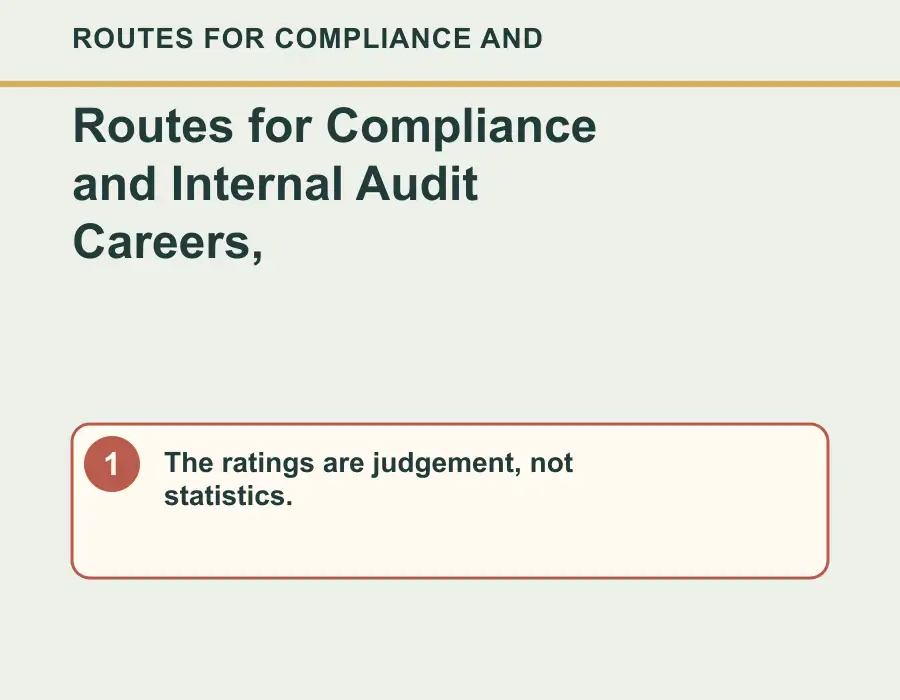 ROUTES FOR COMPLIANCE AND
Routes for Compliance
and Internal Audit
Careers,
1
The ratings are judgement, not
statistics.